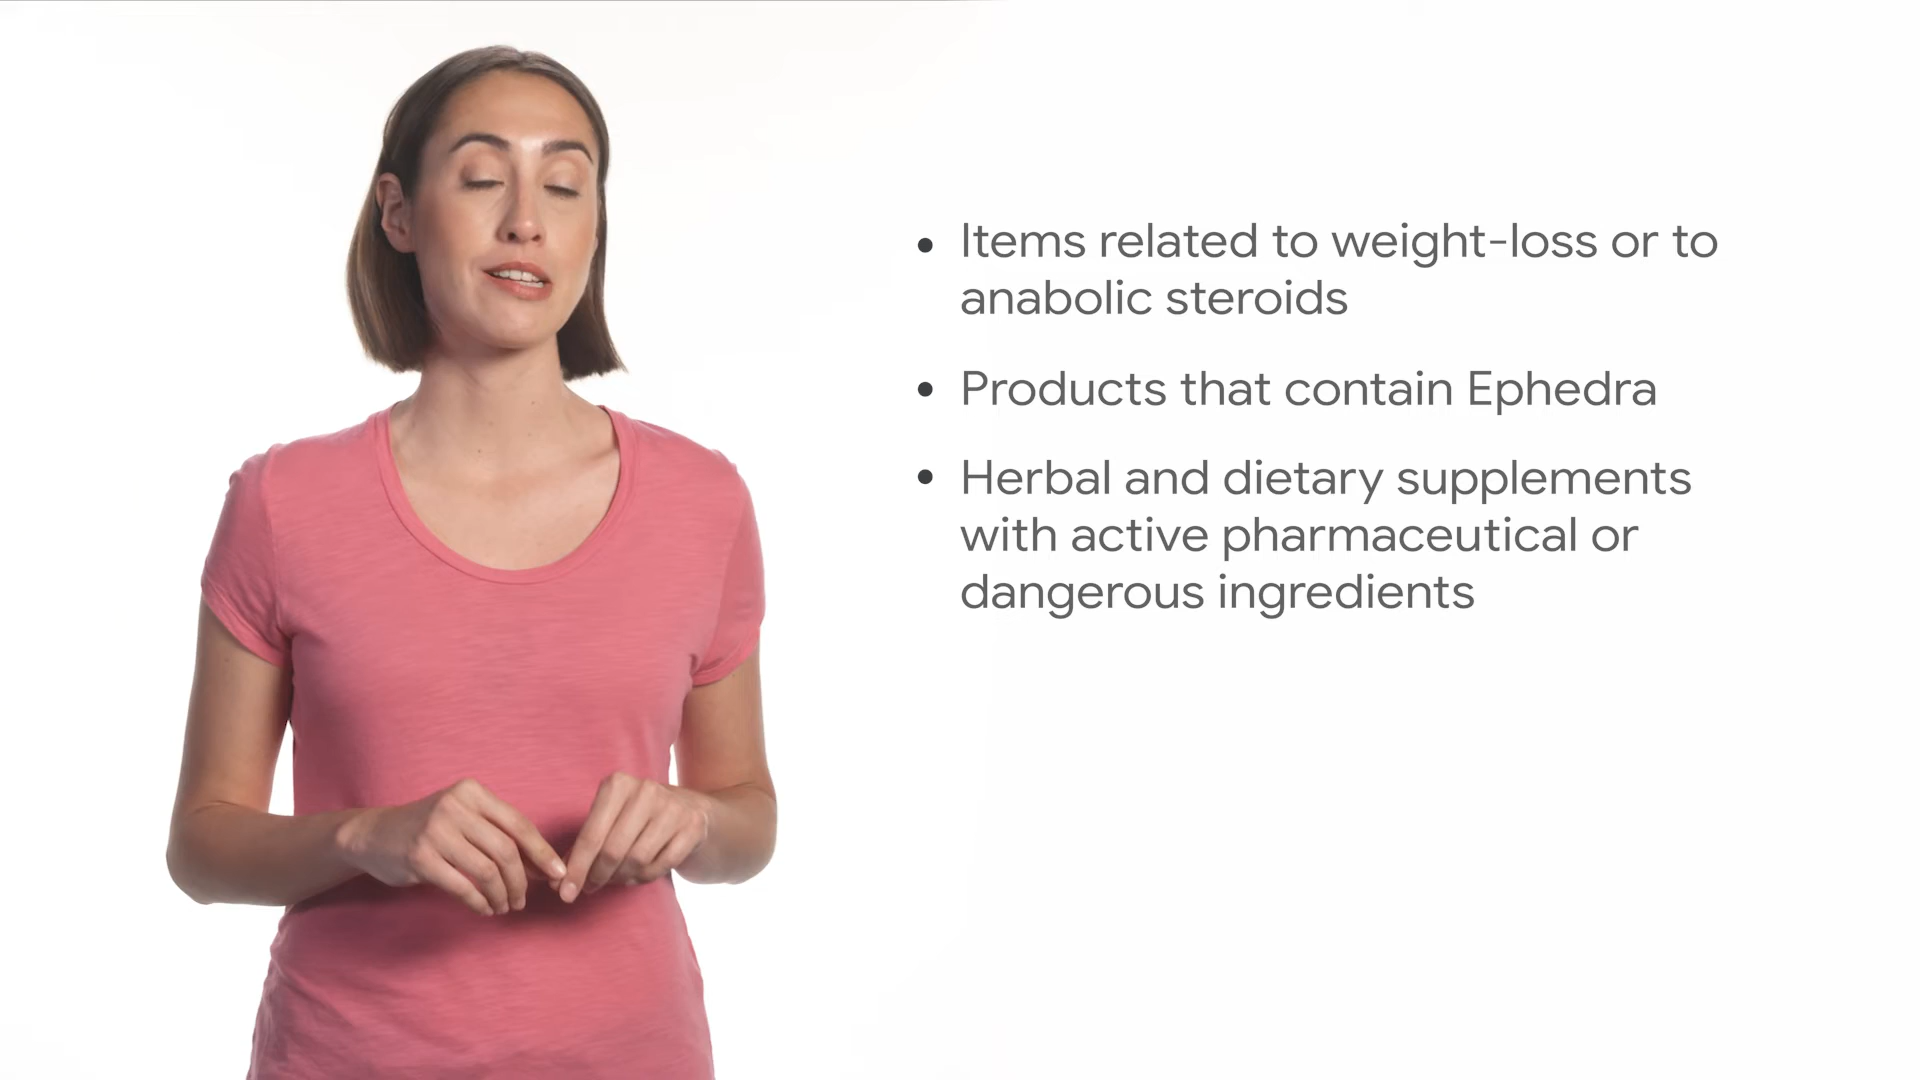 • Items related to weight-loss or to
anabolic steroids
• Products that contain Ephedra
• Herbal and dietary supplements
with active pharmaceutical or
dangerous ingredients